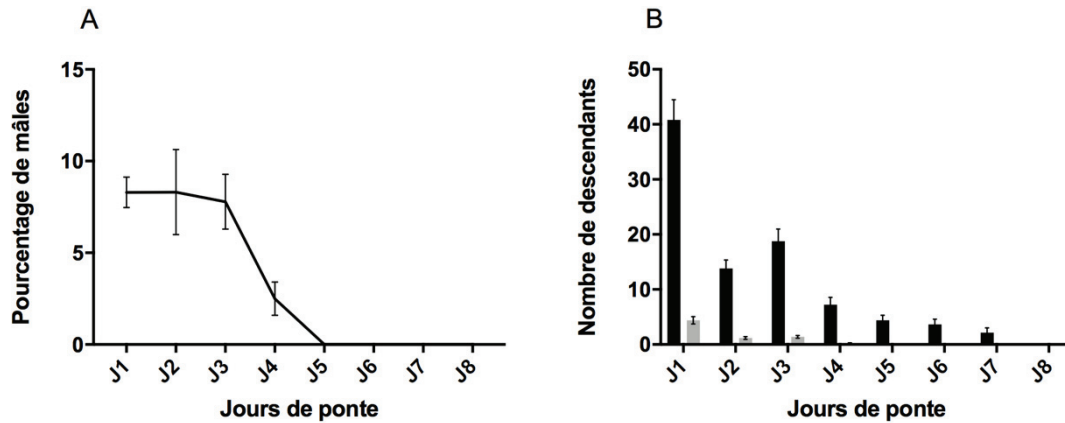 A
Pourcentage de mâles
15
10
5
0
J1 J2 J3 J4 J5 J6 J7 J8
Jours de ponte
B
Nombre de descendants
50
40
30
20
10
0
J1 J2 J3 J4 J5 J6 J7 J8
Jours de ponte